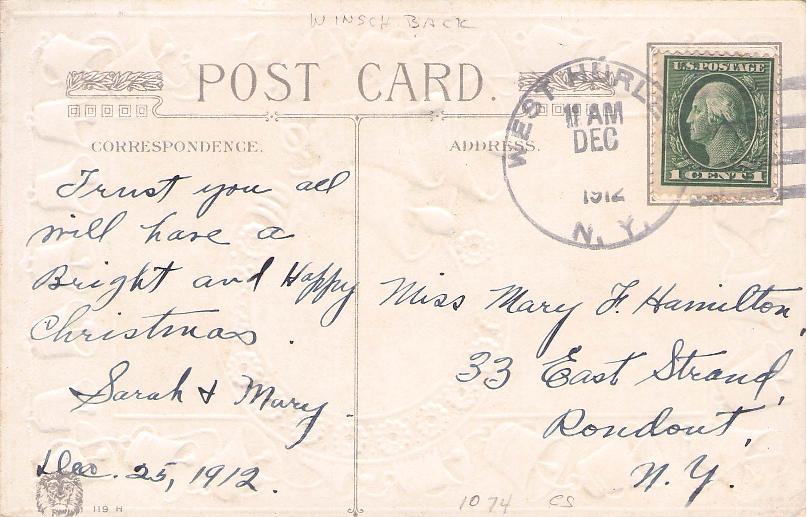 WINSCH BACK
POST CARD.
CORRESPONDENCE.
ADDRESS.
WEST HURL
11 AM
DEC
1912
N. Y.
U.S. POSTAGE
1 CENT 1
Trust you all
will have a
Bright and Happy
Christmas.
Sarah & Mary.
Dec. 25, 1912.
Miss Mary F. Hamilton,
33 East Strand,
Rondout,
N. Y.
119 H
1074 CS